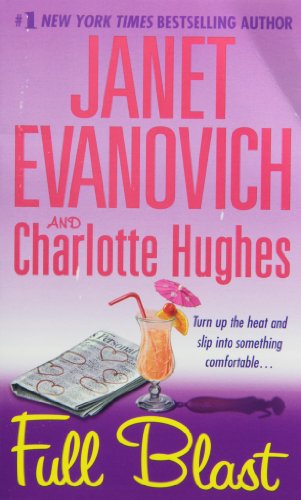 #1 NEW YORK TIMES BESTSELLING AUTHOR
JANET
EVANOVICH
AND
Charlotte Hughes
Turn up the heat and
slip into something
comfortable...
Personals
Full Blast